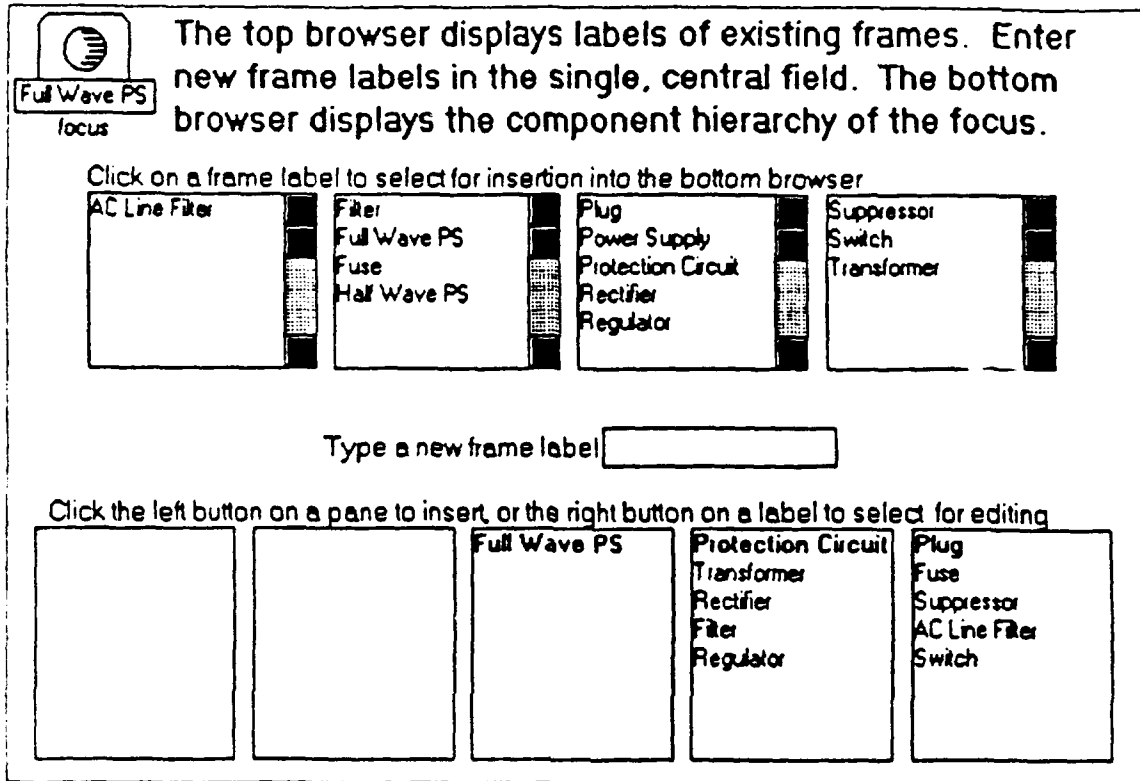 The top browser displays labels of existing frames. Enter
new frame labels in the single, central field. The bottom
browser displays the component hierarchy of the focus.
Full Wave PS
focus
Click on a frame label to select for insertion into the bottom browser
AC Line Filter
Filter
Full Wave PS
Fuse
Half Wave PS
Plug
Power Supply
Protection Circuit
Rectifier
Regulator
Suppressor
Switch
Transformer
Type a new frame label
Click the left button on a pane to insert, or the right button on a label to select for editing
Full Wave PS
Protection Circuit
Transformer
Rectifier
Filter
Regulator
Plug
Fuse
Suppressor
AC Line Filter
Switch